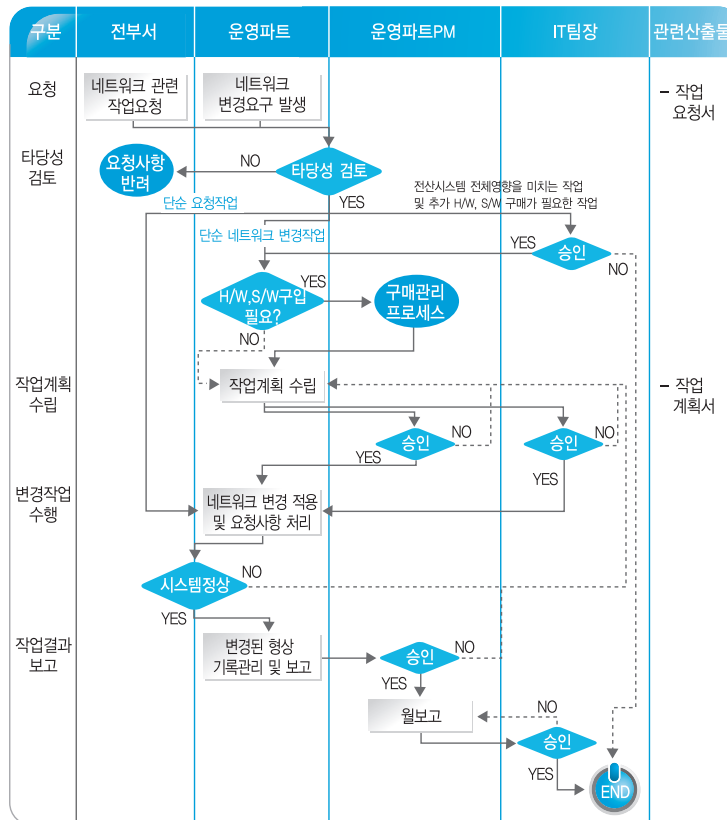 구분
전부서
운영파트
운영파트PM
IT팀장
관련산출물
요청
네트워크 관련
작업요청
네트워크
변경요구 발생
– 작업
요청서
타당성
검토
요청사항
반려
NO
타당성 검토
YES
전산시스템 전체영향을 미치는 작업
및 추가 H/W, S/W 구매가 필요한 작업
단순 요청작업
단순 네트워크 변경작업
YES
승인
NO
H/W,S/W구입
필요?
YES
구매관리
프로세스
NO
작업계획
수립
작업계획 수립
– 작업
계획서
승인
NO
YES
승인
NO
YES
변경작업
수행
네트워크 변경 적용
및 요청사항 처리
시스템정상
NO
YES
작업결과
보고
변경된 형상
기록관리 및 보고
승인
NO
YES
월보고
NO
승인
YES
END